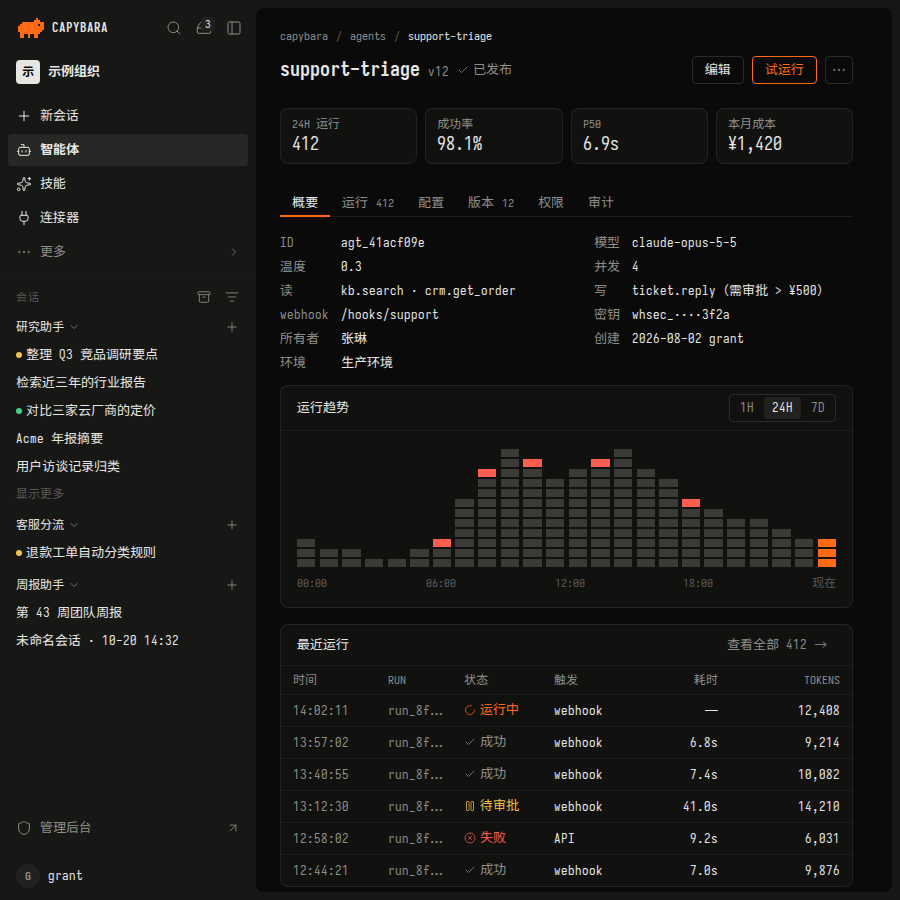 CAPYBARA
3
示 示例组织
新会话
智能体
技能
连接器
更多
会话
研究助手
整理 Q3 竞品调研要点
检索近三年的行业报告
对比三家云厂商的定价
Acme 年报摘要
用户访谈记录归类
显示更多
客服分流
退款工单自动分类规则
周报助手
第 43 周团队周报
未命名会话 · 10-20 14:32
管理后台
G grant
capybara / agents / support-triage
support-triage v12 已发布
编辑 试运行 ···
24H 运行 成功率 P50 本月成本
412 98.1% 6.9s ¥1,420
概要 运行 412 配置 版本 12 权限 审计
ID agt_41acf09e 模型 claude-opus-5-5
温度 0.3 并发 4
读 kb.search · crm.get_order 写 ticket.reply (需审批 > ¥500)
webhook /hooks/support 密钥 whsec_····3f2a
所有者 张琳 创建 2026-08-02 grant
环境 生产环境
运行趋势 1H 24H 7D
00:00 06:00 12:00 18:00 现在
最近运行 查看全部 412 →
时间 RUN 状态 触发 耗时 TOKENS
14:02:11 run_8f... 运行中 webhook — 12,408
13:57:02 run_8f... 成功 webhook 6.8s 9,214
13:40:55 run_8f... 成功 webhook 7.4s 10,082
13:12:30 run_8f... 待审批 webhook 41.0s 14,210
12:58:02 run_8f... 失败 API 9.2s 6,031
12:44:21 run_8f... 成功 webhook 7.0s 9,876